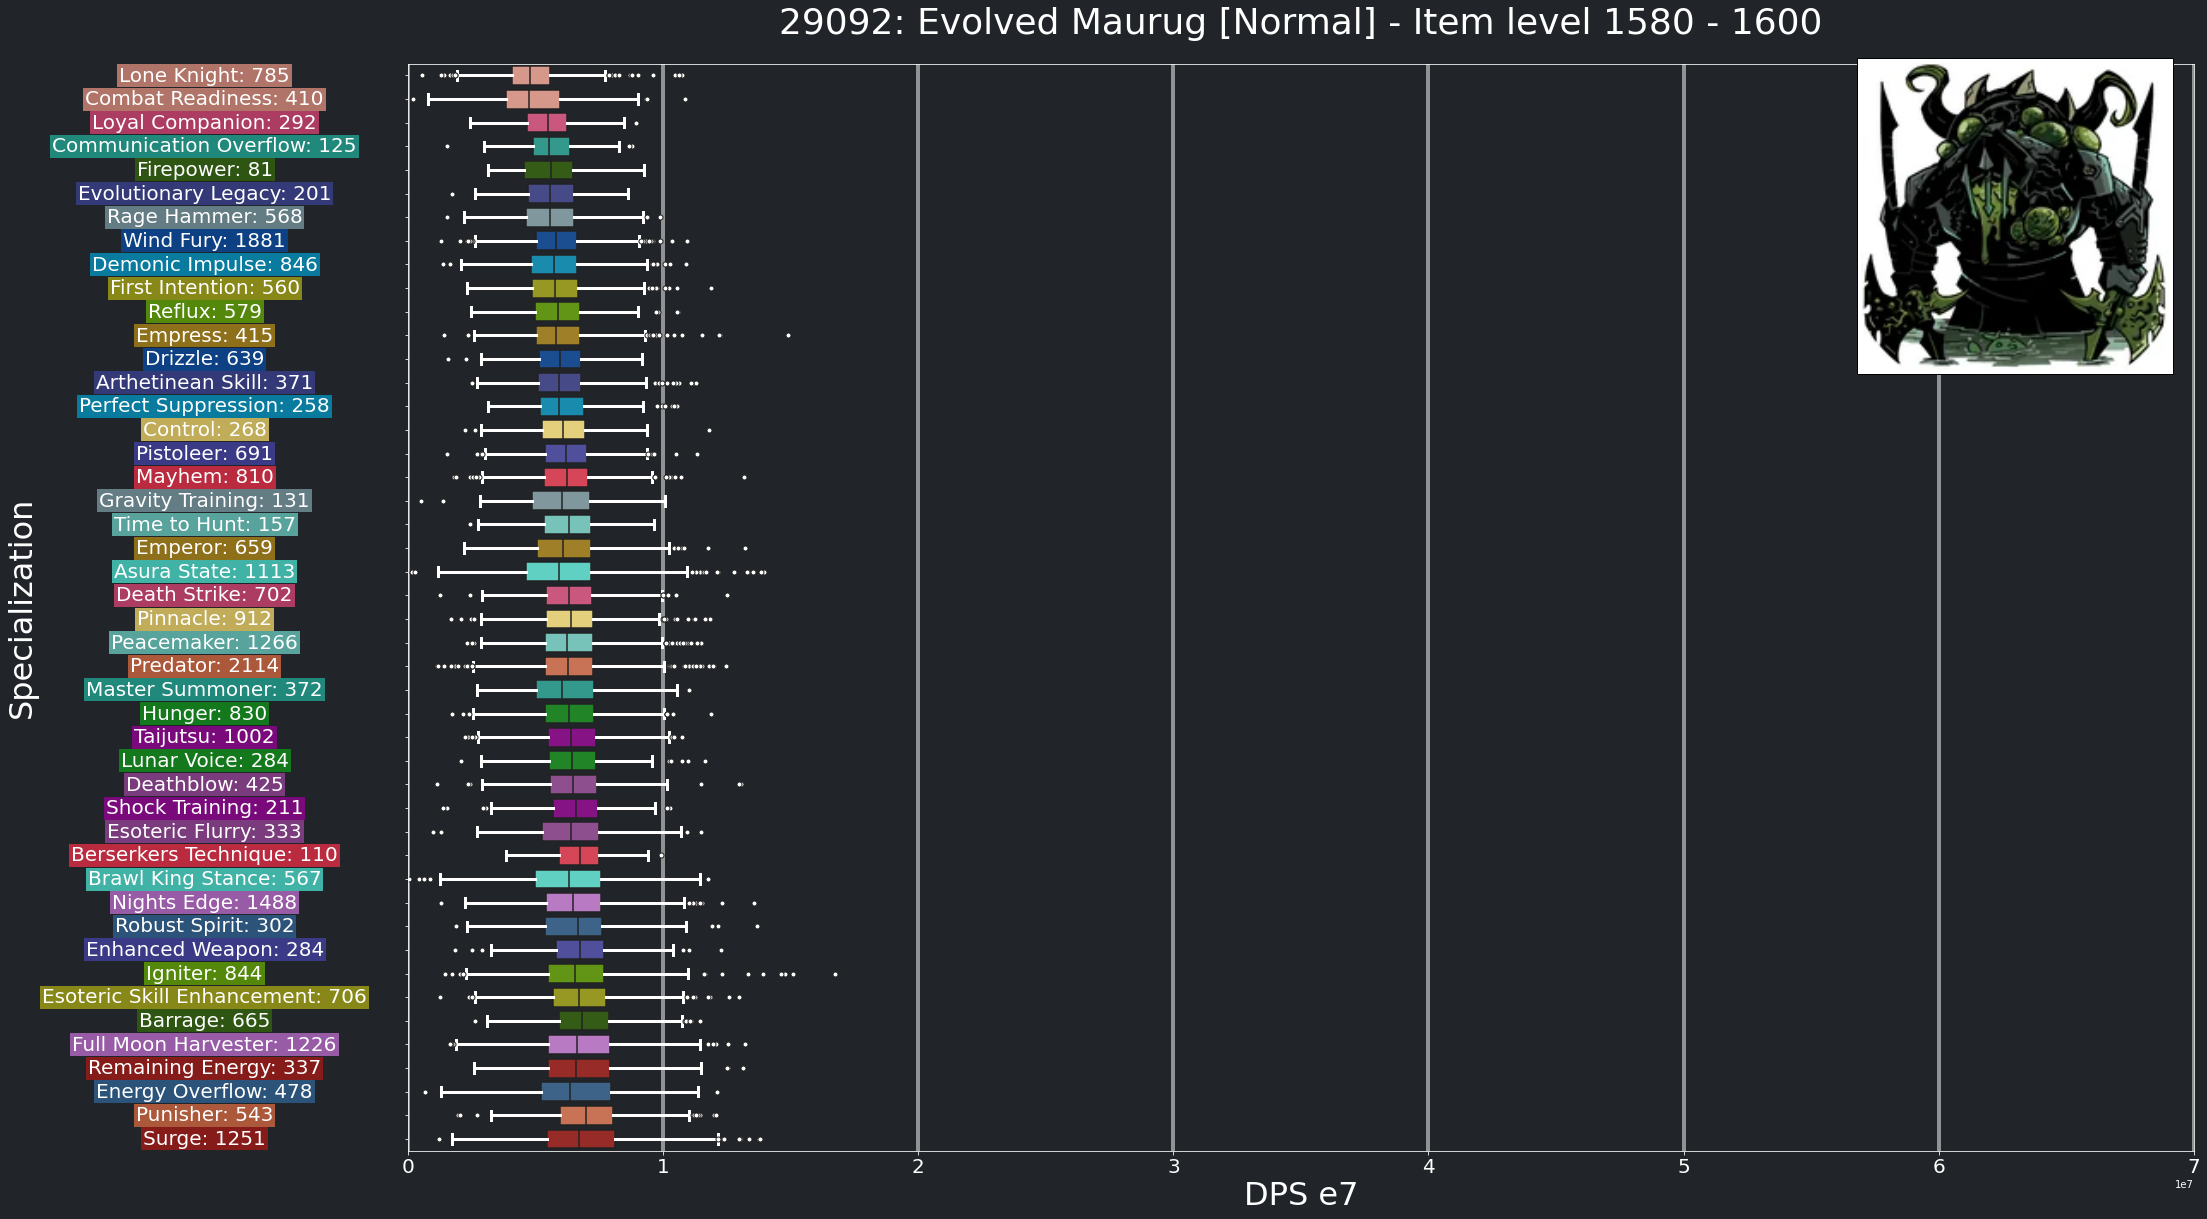 29092: Evolved Maurug [Normal] - Item level 1580 - 1600
Specialization
Lone Knight: 785
Combat Readiness: 410
Loyal Companion: 292
Communication Overflow: 125
Firepower: 81
Evolutionary Legacy: 201
Rage Hammer: 568
Wind Fury: 1881
Demonic Impulse: 846
First Intention: 560
Reflux: 579
Empress: 415
Drizzle: 639
Arthetinean Skill: 371
Perfect Suppression: 258
Control: 268
Pistoleer: 691
Mayhem: 810
Gravity Training: 131
Time to Hunt: 157
Emperor: 659
Asura State: 1113
Death Strike: 702
Pinnacle: 912
Peacemaker: 1266
Predator: 2114
Master Summoner: 372
Hunger: 830
Taijutsu: 1002
Lunar Voice: 284
Deathblow: 425
Shock Training: 211
Esoteric Flurry: 333
Berserkers Technique: 110
Brawl King Stance: 567
Nights Edge: 1488
Robust Spirit: 302
Enhanced Weapon: 284
Igniter: 844
Esoteric Skill Enhancement: 706
Barrage: 665
Full Moon Harvester: 1226
Remaining Energy: 337
Energy Overflow: 478
Punisher: 543
Surge: 1251
0 1 2 3 4 5 6 7
1e7
DPS e7